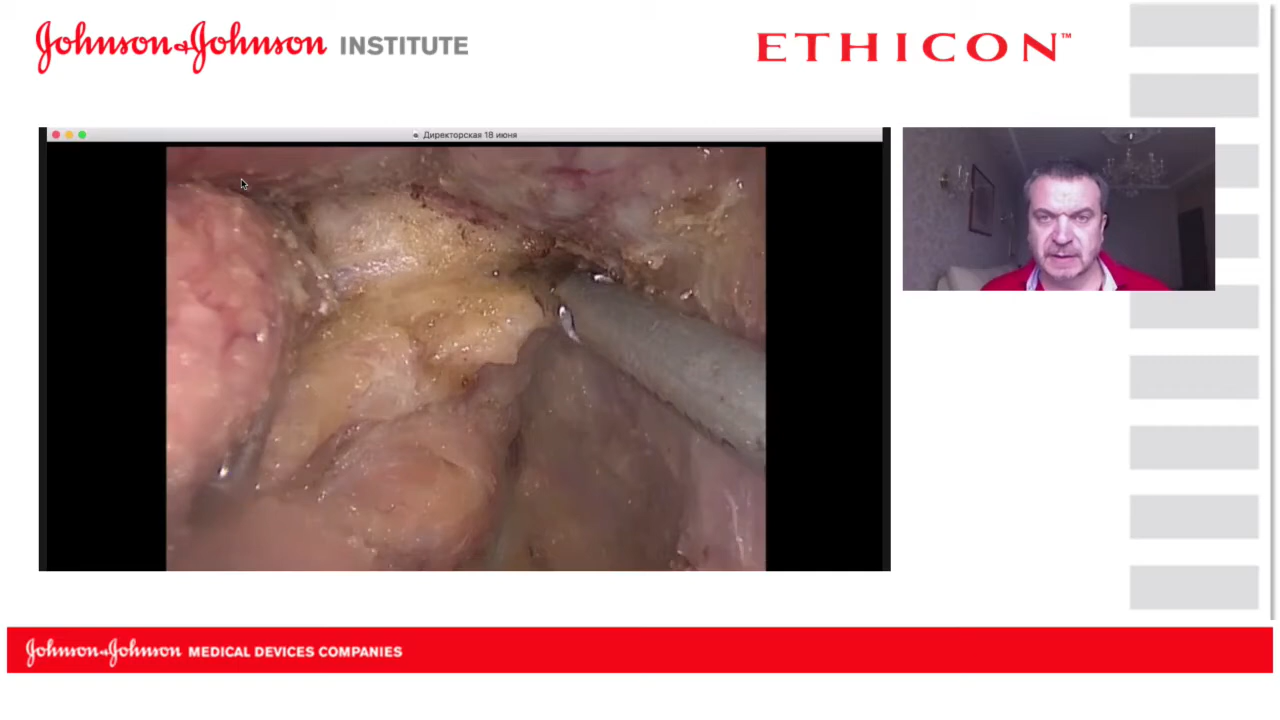 Johnson & Johnson INSTITUTE
ETHICON™
Директорская 18 июня
Johnson & Johnson MEDICAL DEVICES COMPANIES